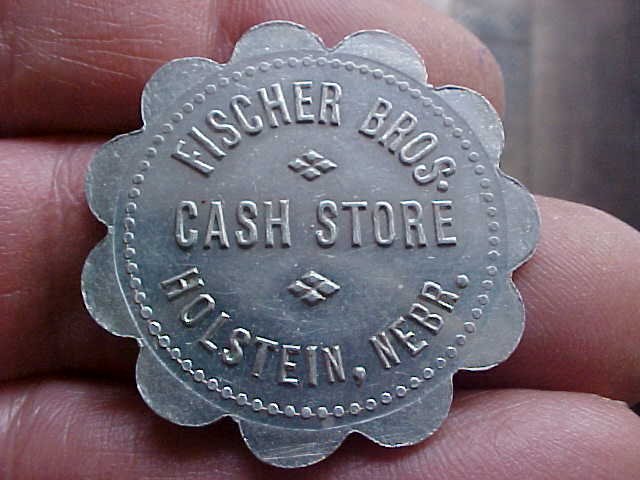 FISCHER BROS.
CASH STORE
HOLSTEIN, NEBR.